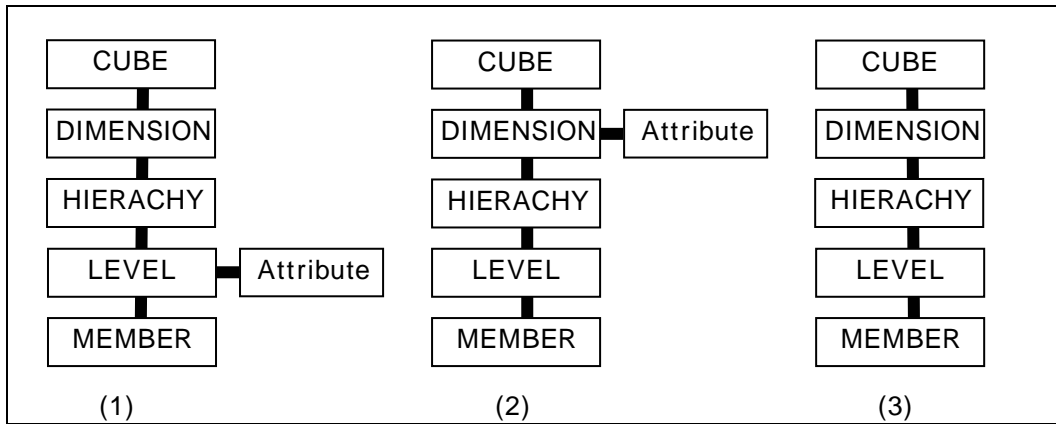 CUBE CUBE CUBE
DIMENSION DIMENSION Attribute DIMENSION
HIERACHY HIERACHY HIERACHY
LEVEL Attribute LEVEL LEVEL
MEMBER MEMBER MEMBER
(1) (2) (3)